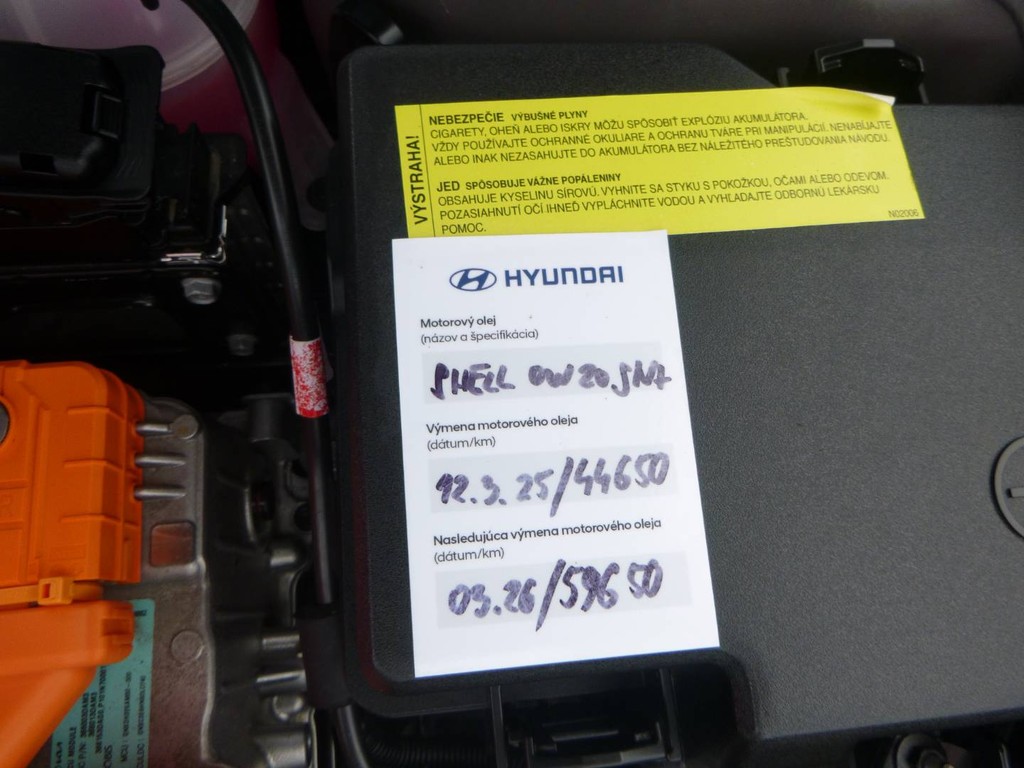 VÝSTRAHA!
NEBEZPEČIE VÝBUŠNÉ PLYNY
CIGARETY, OHEŇ ALEBO ISKRY MÔŽU SPÔSOBIŤ EXPLÓZIU AKUMULÁTORA.
VŽDY POUŽÍVAJTE OCHRANNÉ OKULIARE A OCHRANU TVÁRE PRI MANIPULÁCIÍ. NENABÍJAJTE
ALEBO INAK NEZASAHUJTE DO AKUMULÁTORA BEZ NÁLEŽITÉHO PREŠTUDOVANIA NÁVODU.
JED SPÔSOBUJE VÁŽNE POPÁLENINY
OBSAHUJE KYSELINU SÍROVÚ. VYHNITE SA STYKU S POKOŽKOU, OČAMI ALEBO ODEVOM.
POZASIAHNUTÍ OČÍ IHNEĎ VYPLÁCHNITE VODOU A VYHĽADAJTE ODBORNÚ LEKÁRSKU
POMOC.
N02006
HYUNDAI
Motorový olej
(názov a špecifikácia)
SHELL 0W20
Výmena motorového oleja
(dátum/km)
12.3.25/44650
Nasledujúca výmena motorového oleja
(dátum/km)
03.26/59650